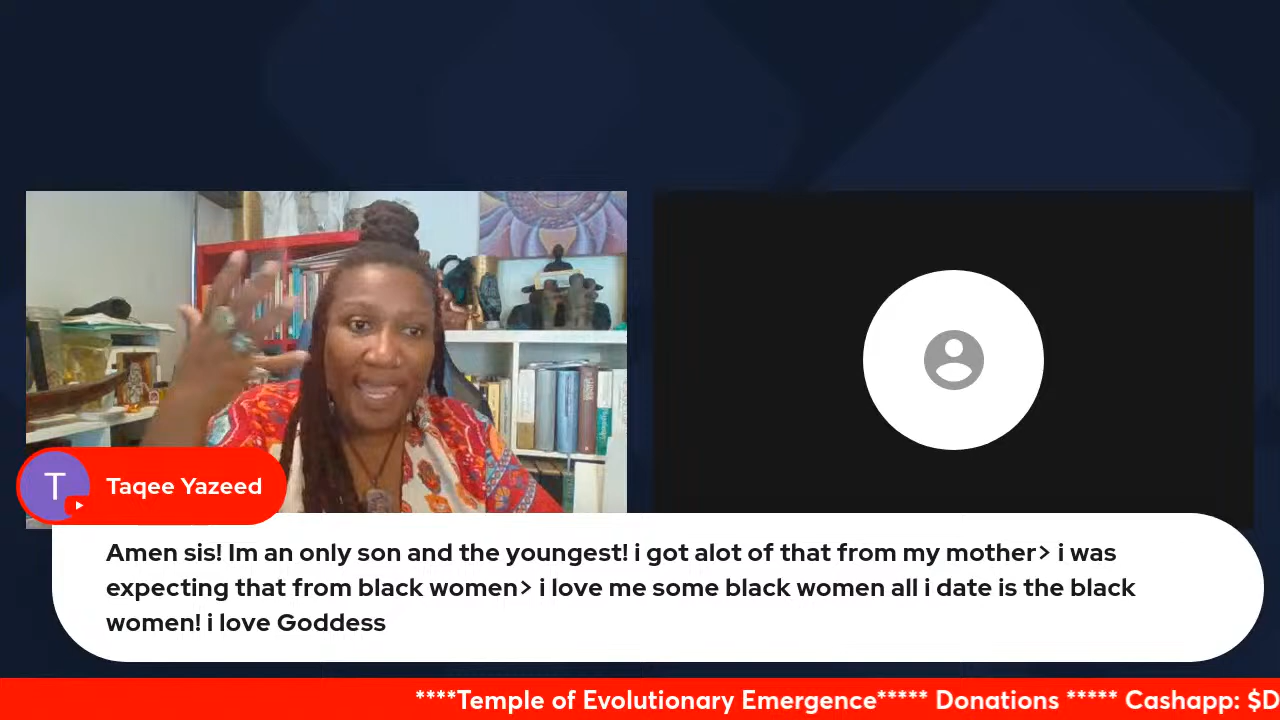 T
Taqee Yazeed
Amen sis! Im an only son and the youngest! i got alot of that from my mother> i was
expecting that from black women> i love me some black women all i date is the black
women! i love Goddess
****Temple of Evolutionary Emergence***** Donations ***** Cashapp: $D